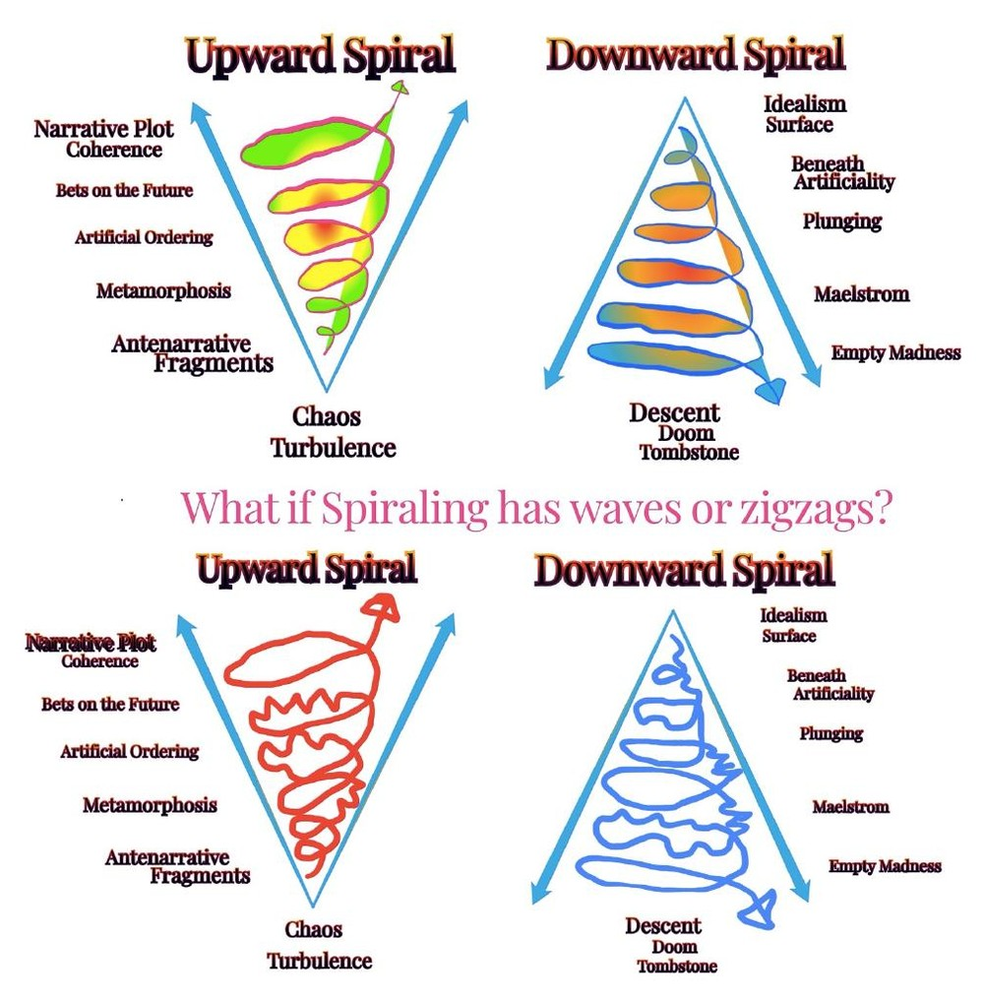 Upward Spiral
Narrative Plot
Coherence
Bets on the Future
Artificial Ordering
Metamorphosis
Antenarrative
Fragments
Chaos
Turbulence
Downward Spiral
Idealism
Surface
Beneath
Artificiality
Plunging
Maelstrom
Empty Madness
Descent
Doom
Tombstone
What if Spiraling has waves or zigzags?
Upward Spiral
Narrative Plot
Coherence
Bets on the Future
Artificial Ordering
Metamorphosis
Antenarrative
Fragments
Chaos
Turbulence
Downward Spiral
Idealism
Surface
Beneath
Artificiality
Plunging
Maelstrom
Empty Madness
Descent
Doom
Tombstone